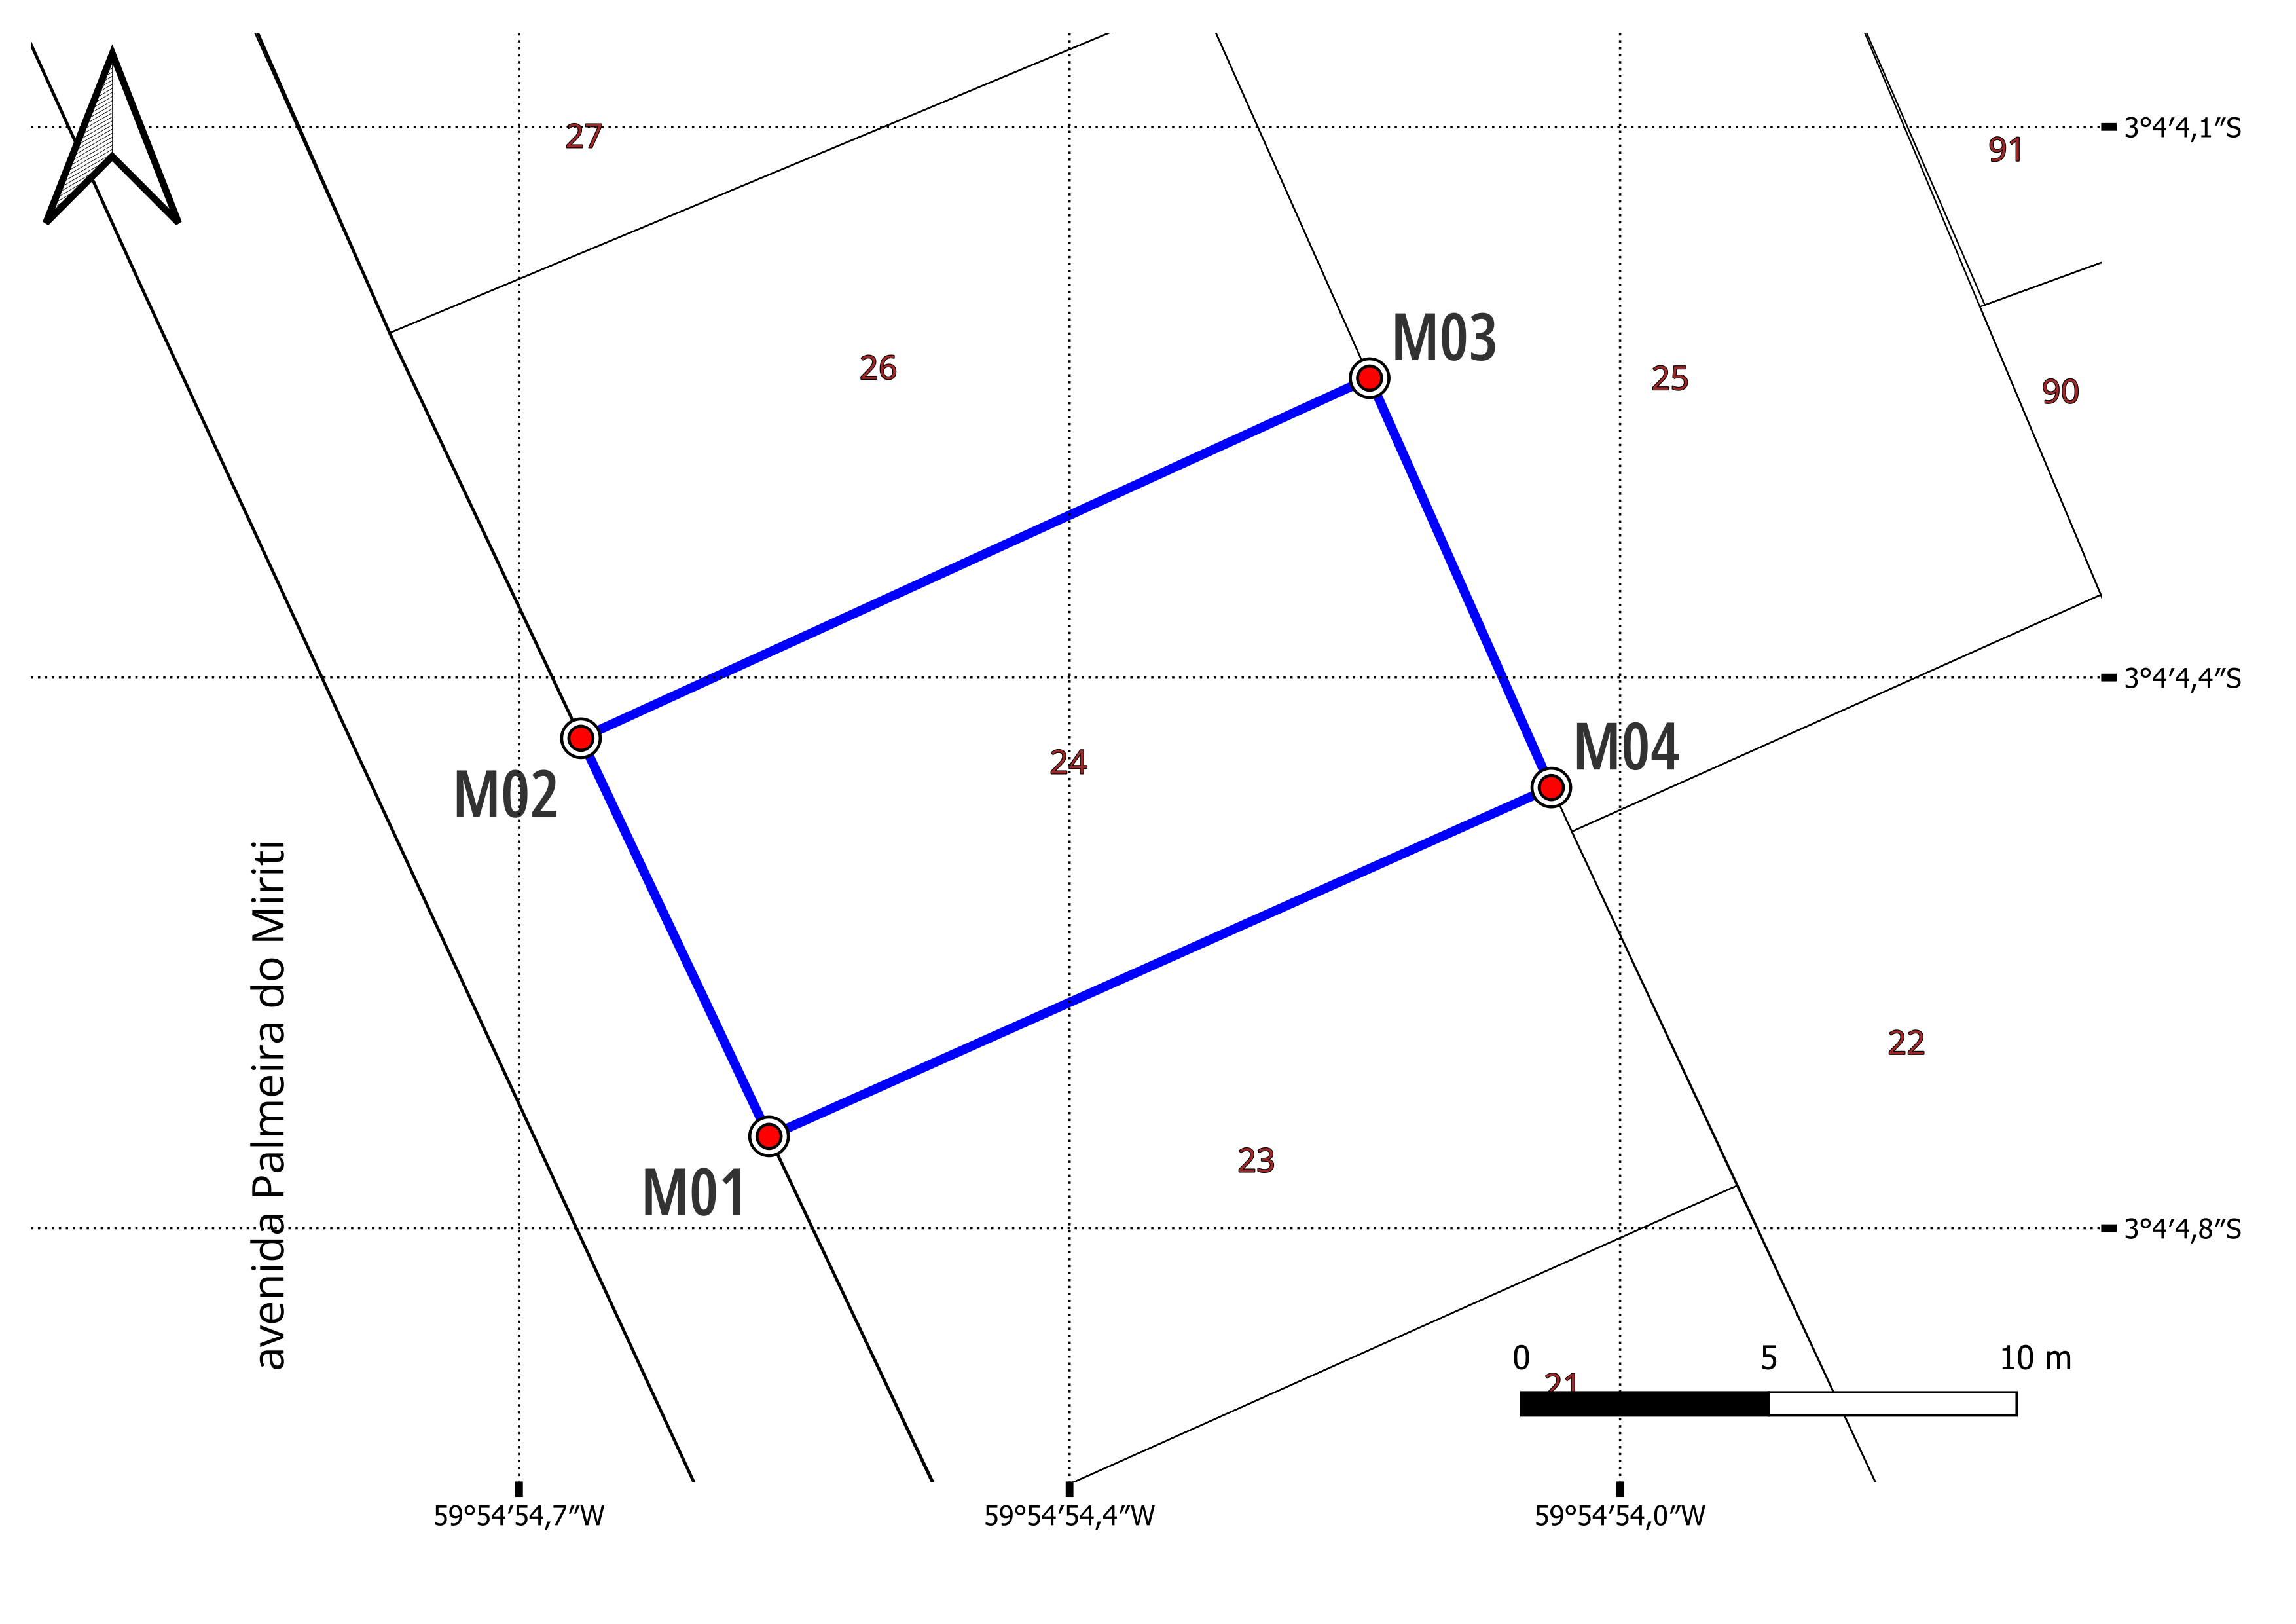 27
3°4′4,1″S
91
M03
26
25
90
3°4′4,4″S
M04
24
M02
avenida Palmeira do Miriti
22
23
M01
3°4′4,8″S
0 5 10 m
21
59°54′54,7″W 59°54′54,4″W 59°54′54,0″W